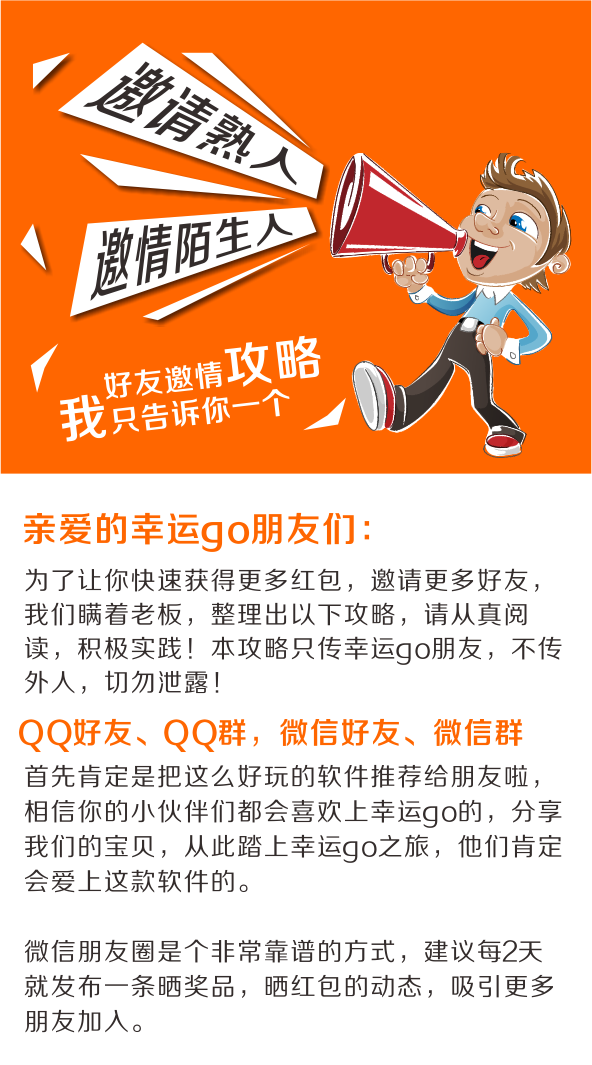 邀请熟人
邀情陌生人
好友邀情攻略
我只告诉你一个
亲爱的幸运go朋友们：
为了让你快速获得更多红包，邀请更多好友，
我们瞒着老板，整理出以下攻略，请从真阅
读，积极实践！本攻略只传幸运go朋友，不传
外人，切勿泄露！
QQ好友、QQ群，微信好友、微信群
首先肯定是把这么好玩的软件推荐给朋友啦，
相信你的小伙伴们都会喜欢上幸运go的，分享
我们的宝贝，从此踏上幸运go之旅，他们肯定
会爱上这款软件的。
微信朋友圈是个非常靠谱的方式，建议每2天
就发布一条晒奖品，晒红包的动态，吸引更多
朋友加入。